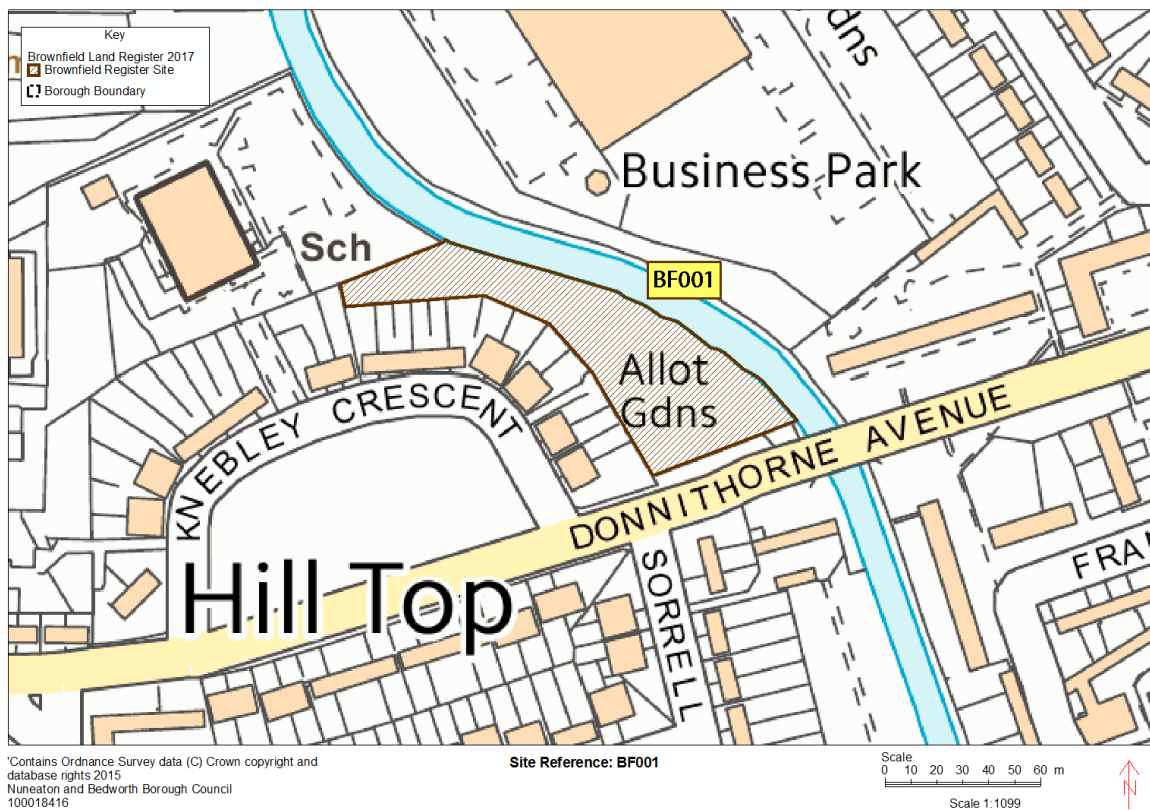 Key
Brownfield Land Register 2017
Brownfield Register Site
Borough Boundary
dns
Business Park
Sch
BF001
Allot
Gdns
KNEBLEY CRESCENT
DONNITHORNE AVENUE
Hill Top
SORRELL
FRA
'Contains Ordnance Survey data (C) Crown copyright and
database rights 2015
Nuneaton and Bedworth Borough Council
100018416
Site Reference: BF001
Scale
0 10 20 30 40 50 60 m
Scale 1:1099
N